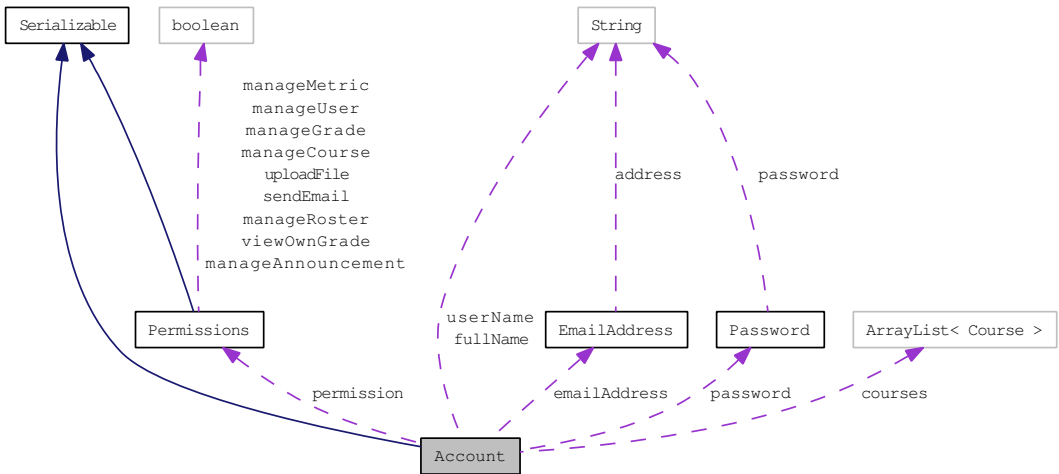 Serializable
boolean
String
manageMetric
manageUser
manageGrade
manageCourse
uploadFile
sendEmail
manageRoster
viewOwnGrade
manageAnnouncement
address
password
userName
fullName
Permissions
EmailAddress
Password
ArrayList< Course >
permission
emailAddress
password
courses
Account